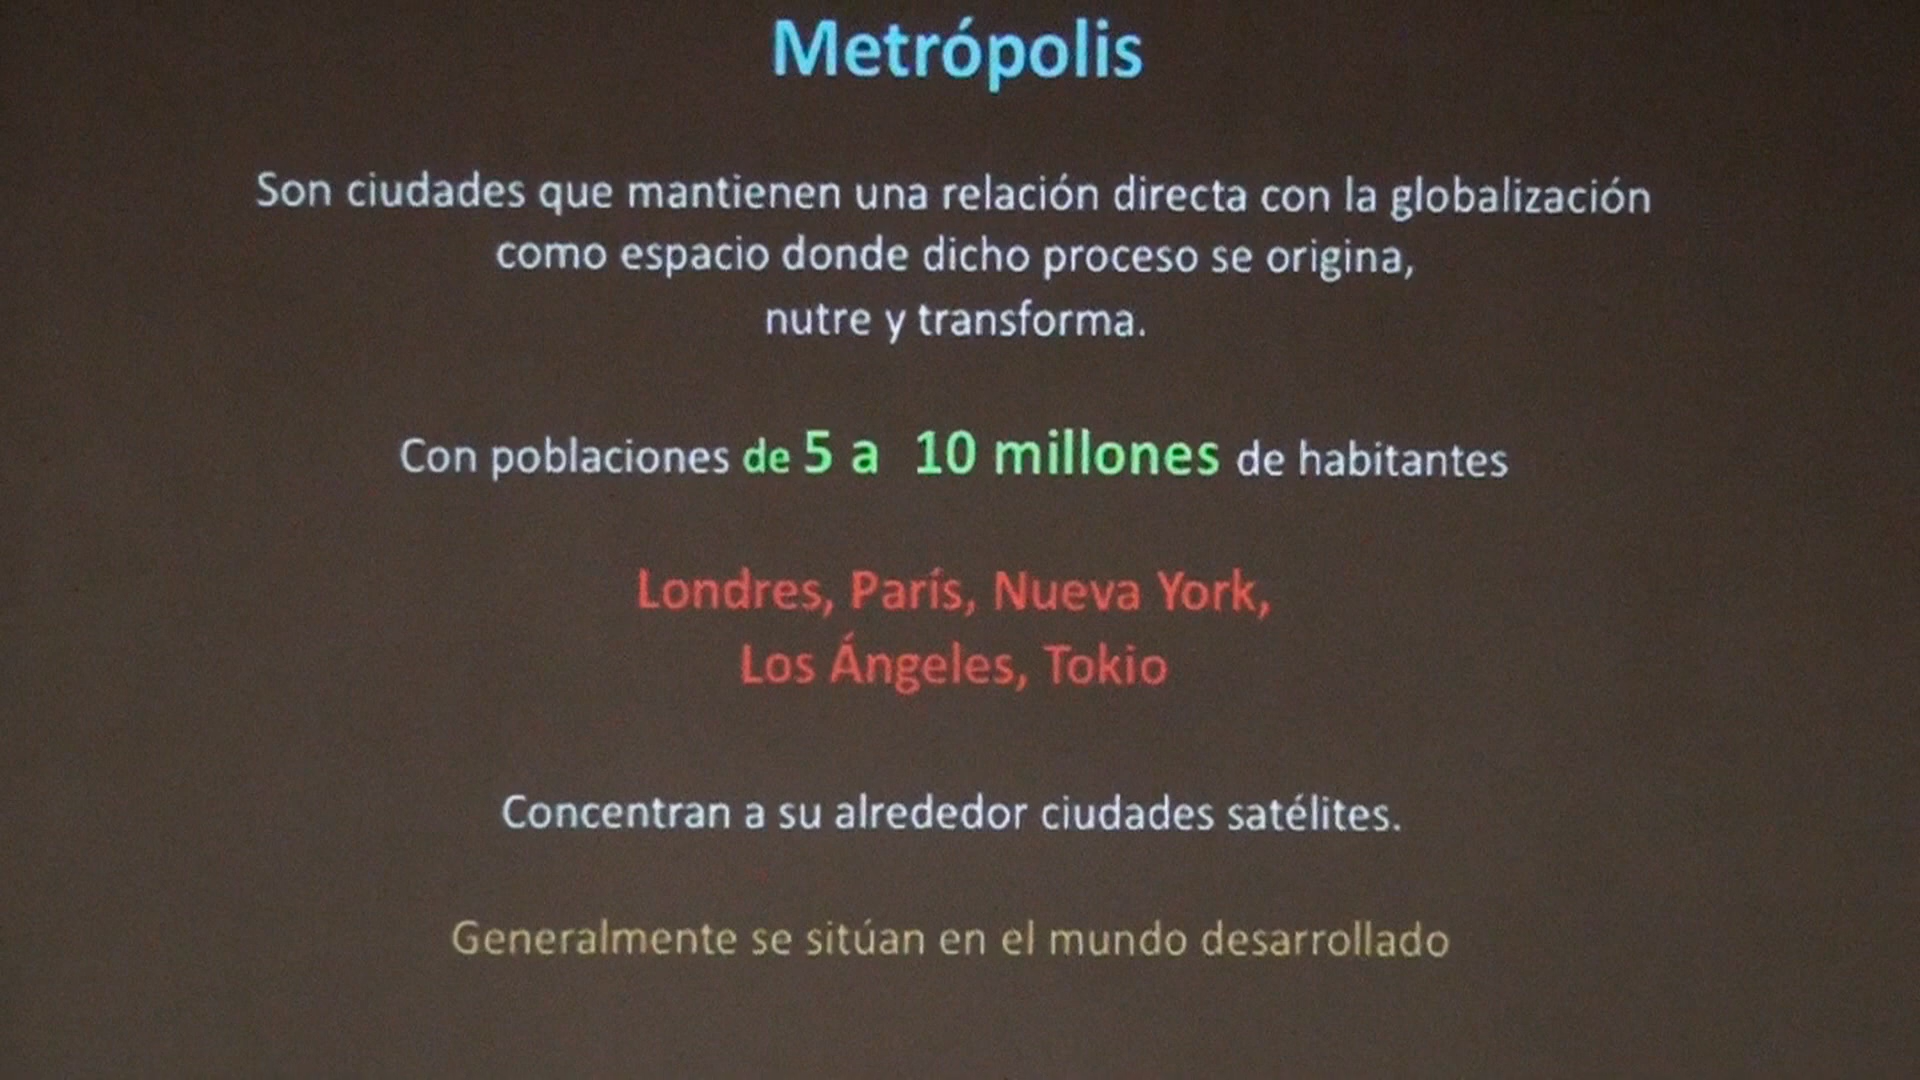 Metrópolis
Son ciudades que mantienen una relación directa con la globalización
como espacio donde dicho proceso se origina,
nutre y transforma.
Con poblaciones de 5 a 10 millones de habitantes
Londres, París, Nueva York,
Los Ángeles, Tokio
Concentran a su alrededor ciudades satélites.
Generalmente se sitúan en el mundo desarrollado